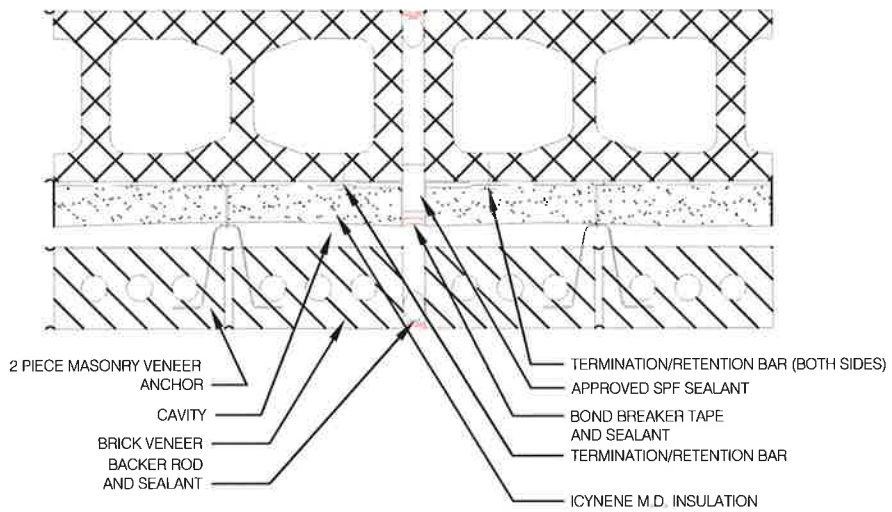 2 PIECE MASONRY VENEER
ANCHOR
CAVITY
BRICK VENEER
BACKER ROD
AND SEALANT
TERMINATION/RETENTION BAR (BOTH SIDES)
APPROVED SPF SEALANT
BOND BREAKER TAPE
AND SEALANT
TERMINATION/RETENTION BAR
ICYNENE M.D. INSULATION